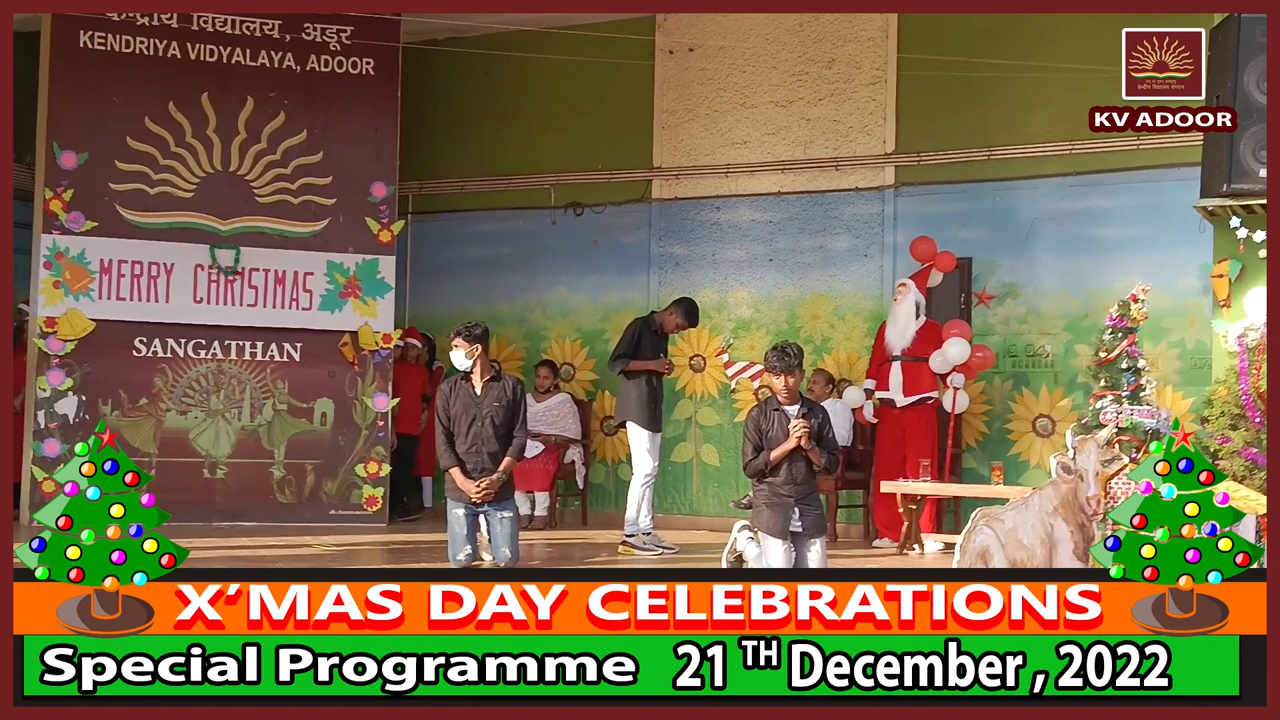 केन्द्रीय विद्यालय, अडूर
KENDRIYA VIDYALAYA, ADOOR
KV ADOOR
MERRY CHRISTMAS
SANGATHAN
X'MAS DAY CELEBRATIONS
Special Programme 21 TH December, 2022